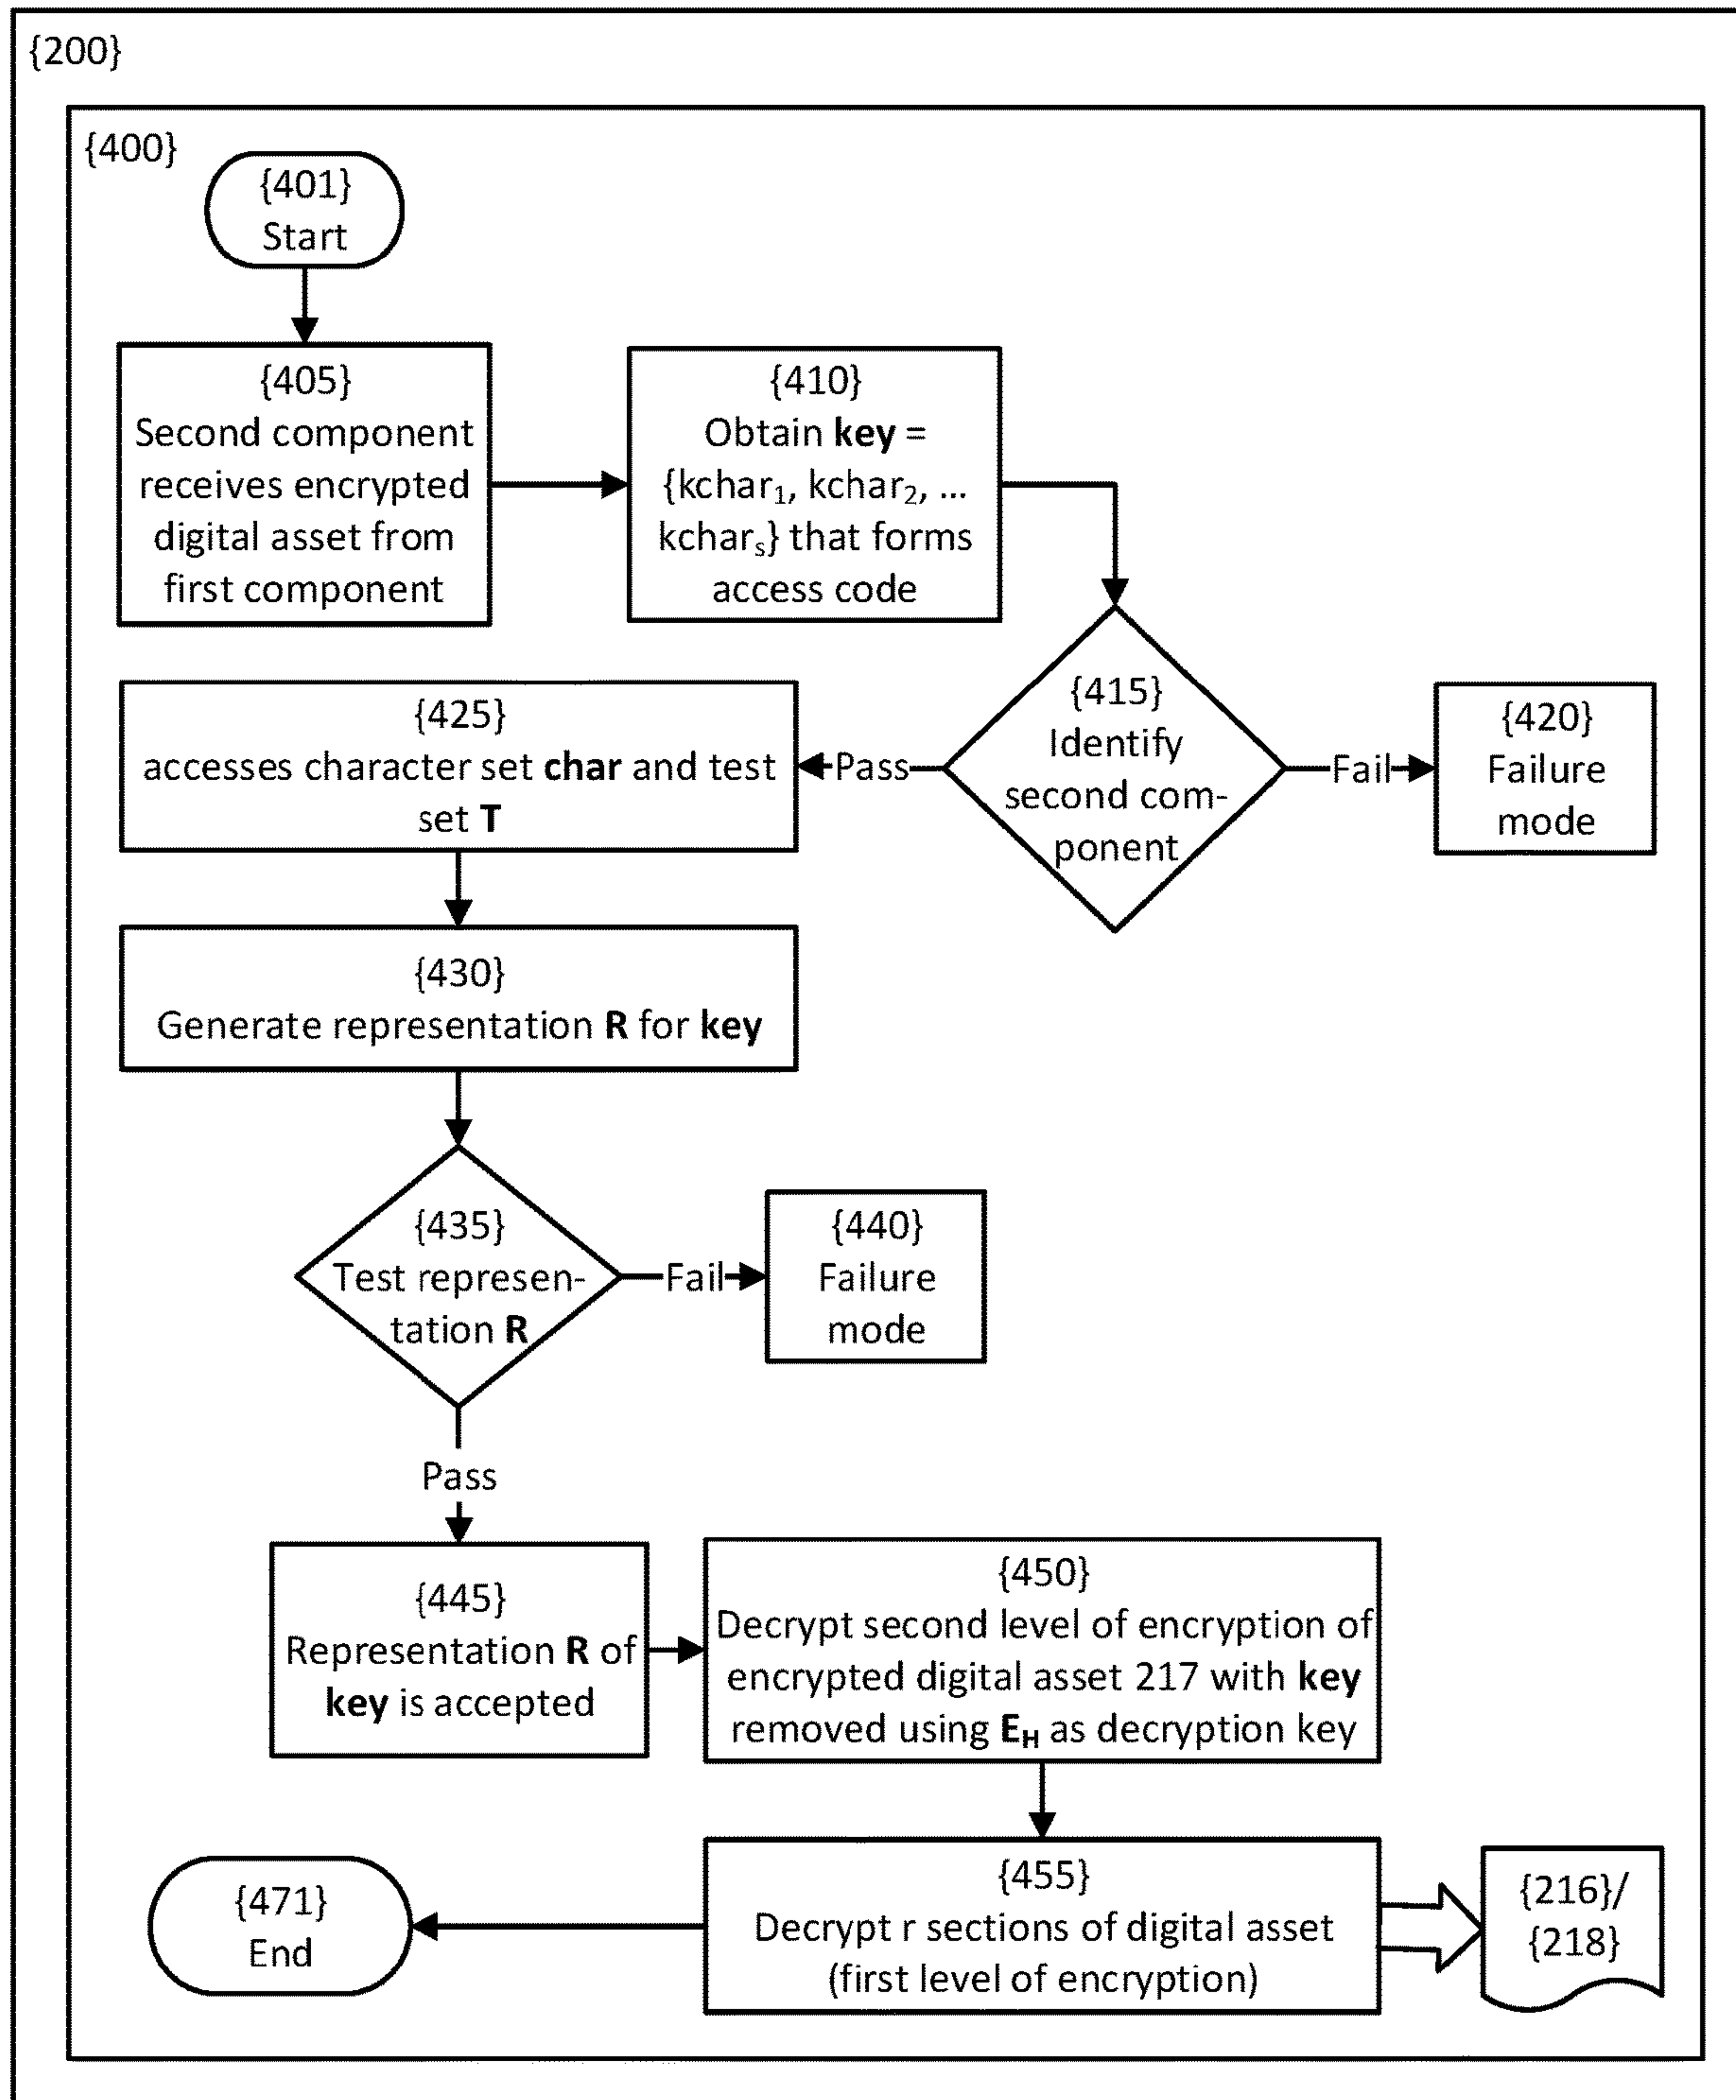 {200}
{400}
{401}
Start
{405}
Second component
receives encrypted
digital asset from
first component
{410}
Obtain key =
{kchar₁, kchar₂, ...
kcharₛ} that forms
access code
{415}
Identify
second com-
ponent
Pass
Fail
{420}
Failure
mode
{425}
accesses character set char and test
set T
{430}
Generate representation R for key
{435}
Test represen-
tation R
Fail
{440}
Failure
mode
Pass
{445}
Representation R of
key is accepted
{450}
Decrypt second level of encryption of
encrypted digital asset 217 with key
removed using E_H as decryption key
{455}
Decrypt r sections of digital asset
(first level of encryption)
{216}/
{218}
{471}
End